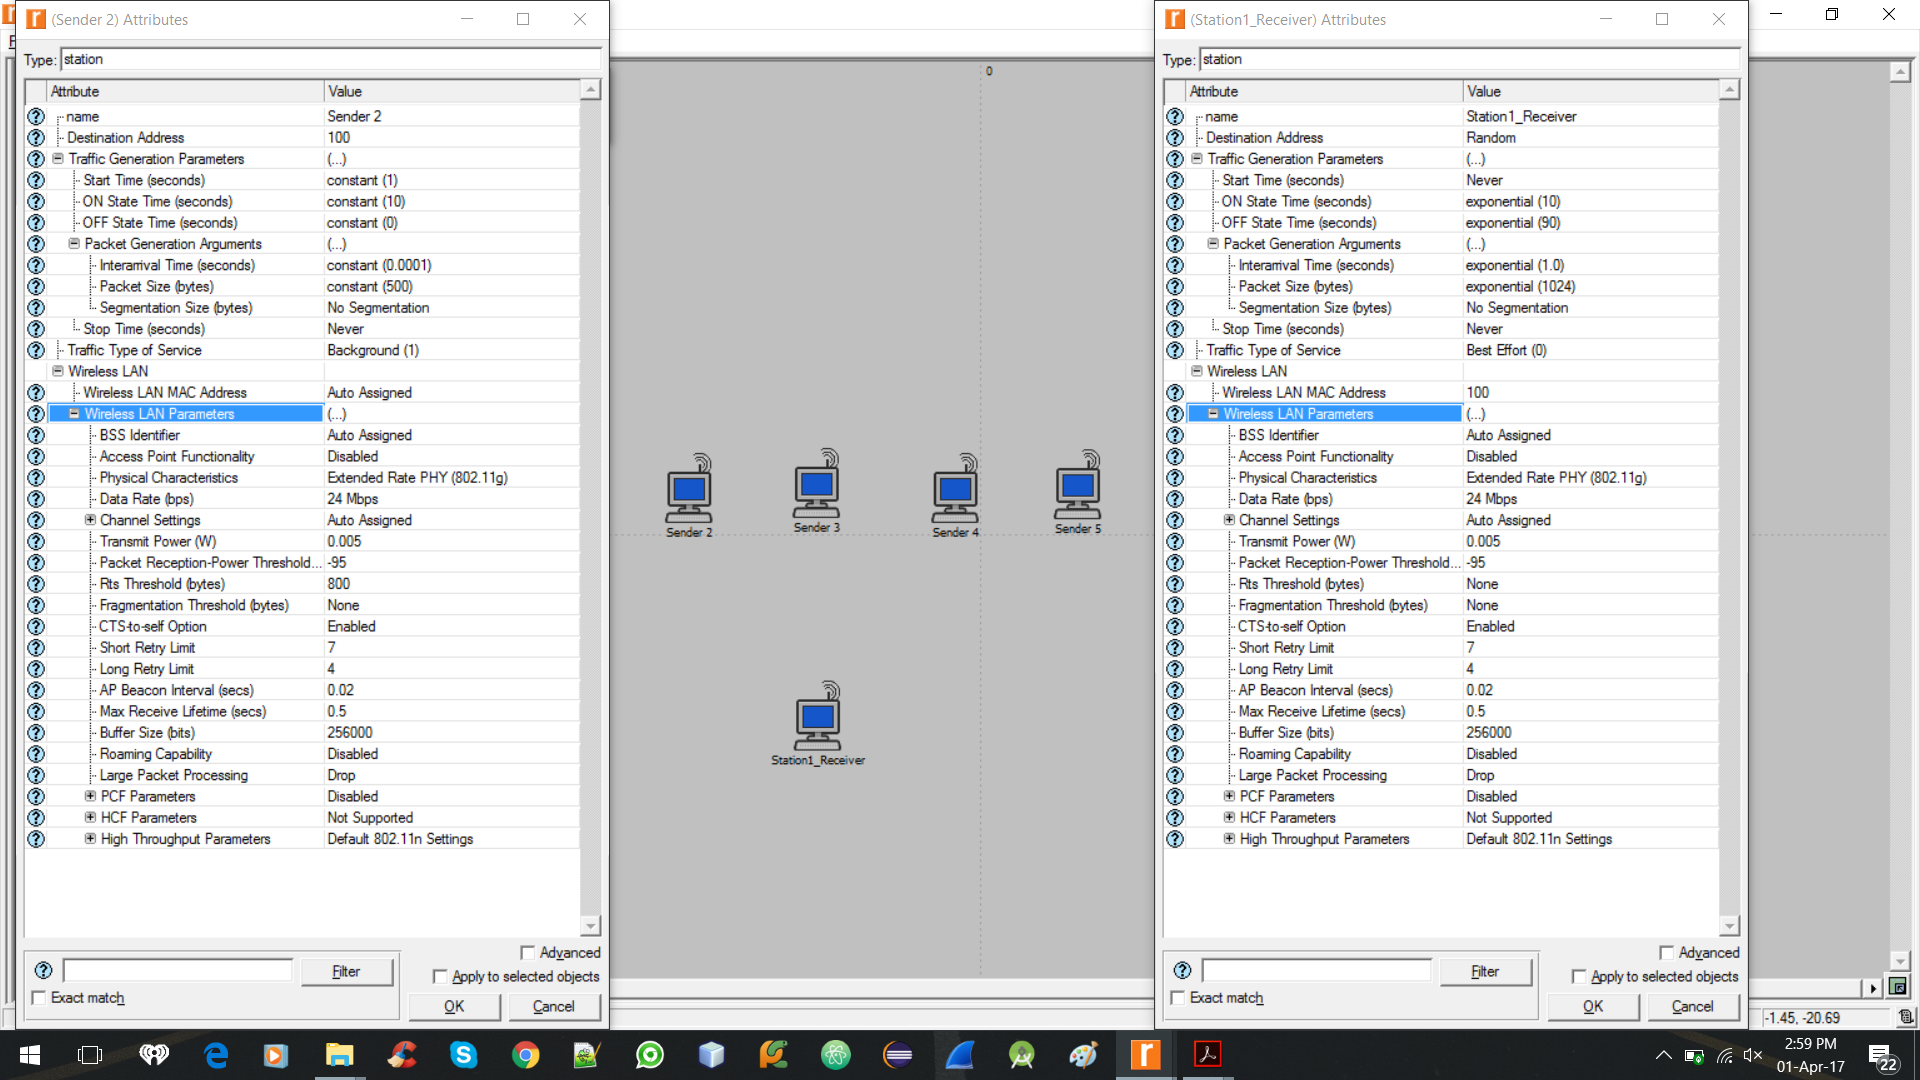 (Sender 2) Attributes
Type: station
Attribute Value
name Sender 2
Destination Address 100
Traffic Generation Parameters (...)
Start Time (seconds) constant (1)
ON State Time (seconds) constant (10)
OFF State Time (seconds) constant (0)
Packet Generation Arguments (...)
Interarrival Time (seconds) constant (0.0001)
Packet Size (bytes) constant (500)
Segmentation Size (bytes) No Segmentation
Stop Time (seconds) Never
Traffic Type of Service Background (1)
Wireless LAN
Wireless LAN MAC Address Auto Assigned
Wireless LAN Parameters (...)
BSS Identifier Auto Assigned
Access Point Functionality Disabled
Physical Characteristics Extended Rate PHY (802.11g)
Data Rate (bps) 24 Mbps
Channel Settings Auto Assigned
Transmit Power (W) 0.005
Packet Reception-Power Threshold... -95
Rts Threshold (bytes) 800
Fragmentation Threshold (bytes) None
CTS-to-self Option Enabled
Short Retry Limit 7
Long Retry Limit 4
AP Beacon Interval (secs) 0.02
Max Receive Lifetime (secs) 0.5
Buffer Size (bits) 256000
Roaming Capability Disabled
Large Packet Processing Drop
PCF Parameters Disabled
HCF Parameters Not Supported
High Throughput Parameters Default 802.11n Settings
Advanced
Filter
Apply to selected objects
Exact match
OK Cancel
0
Sender 2
Sender 3
Sender 4
Sender 5
Station1_Receiver
(Station1_Receiver) Attributes
Type: station
Attribute Value
name Station1_Receiver
Destination Address Random
Traffic Generation Parameters (...)
Start Time (seconds) Never
ON State Time (seconds) exponential (10)
OFF State Time (seconds) exponential (90)
Packet Generation Arguments (...)
Interarrival Time (seconds) exponential (1.0)
Packet Size (bytes) exponential (1024)
Segmentation Size (bytes) No Segmentation
Stop Time (seconds) Never
Traffic Type of Service Best Effort (0)
Wireless LAN
Wireless LAN MAC Address 100
Wireless LAN Parameters (...)
BSS Identifier Auto Assigned
Access Point Functionality Disabled
Physical Characteristics Extended Rate PHY (802.11g)
Data Rate (bps) 24 Mbps
Channel Settings Auto Assigned
Transmit Power (W) 0.005
Packet Reception-Power Threshold... -95
Rts Threshold (bytes) None
Fragmentation Threshold (bytes) None
CTS-to-self Option Enabled
Short Retry Limit 7
Long Retry Limit 4
AP Beacon Interval (secs) 0.02
Max Receive Lifetime (secs) 0.5
Buffer Size (bits) 256000
Roaming Capability Disabled
Large Packet Processing Drop
PCF Parameters Disabled
HCF Parameters Not Supported
High Throughput Parameters Default 802.11n Settings
Advanced
Filter
Apply to selected objects
Exact match
OK Cancel
-1.45, -20.69
2:59 PM
01-Apr-17
22